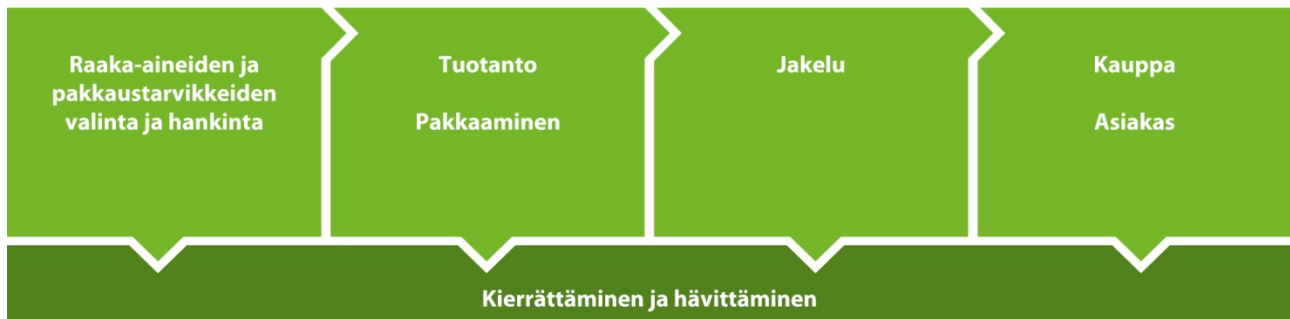 Raaka-aineiden ja
pakkaustarvikkeiden
valinta ja hankinta
Tuotanto
Pakkaaminen
Jakelu
Kauppa
Asiakas
Kierrättäminen ja hävittäminen